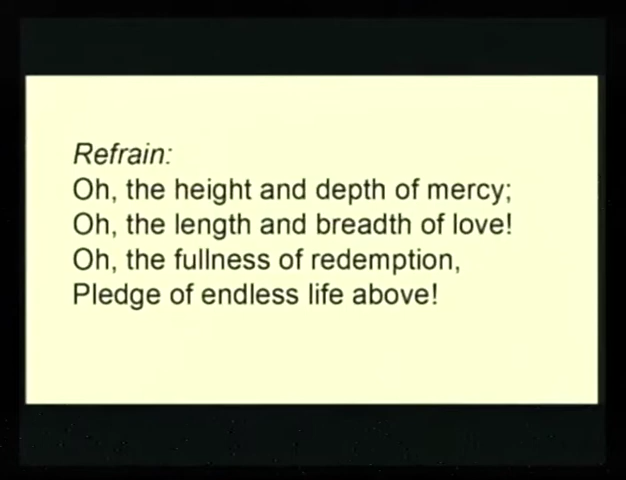 Refrain:
Oh, the height and depth of mercy;
Oh, the length and breadth of love!
Oh, the fullness of redemption,
Pledge of endless life above!